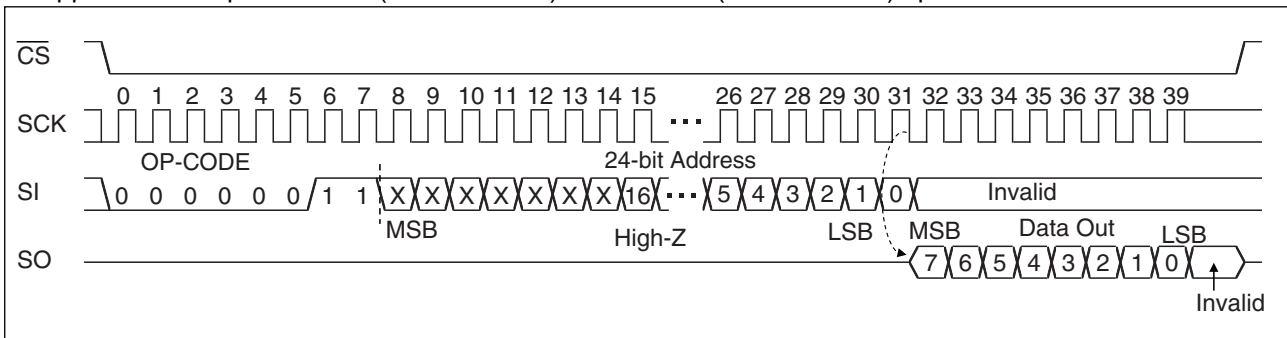 CS
0 1 2 3 4 5 6 7 8 9 10 11 12 13 14 15 26 27 28 29 30 31 32 33 34 35 36 37 38 39
SCK ···
OP-CODE 24-bit Address
SI 0 0 0 0 0 0 1 1 X X X X X X X 16 ··· 5 4 3 2 1 0 Invalid
MSB High-Z LSB MSB Data Out LSB
SO 7 6 5 4 3 2 1 0
Invalid